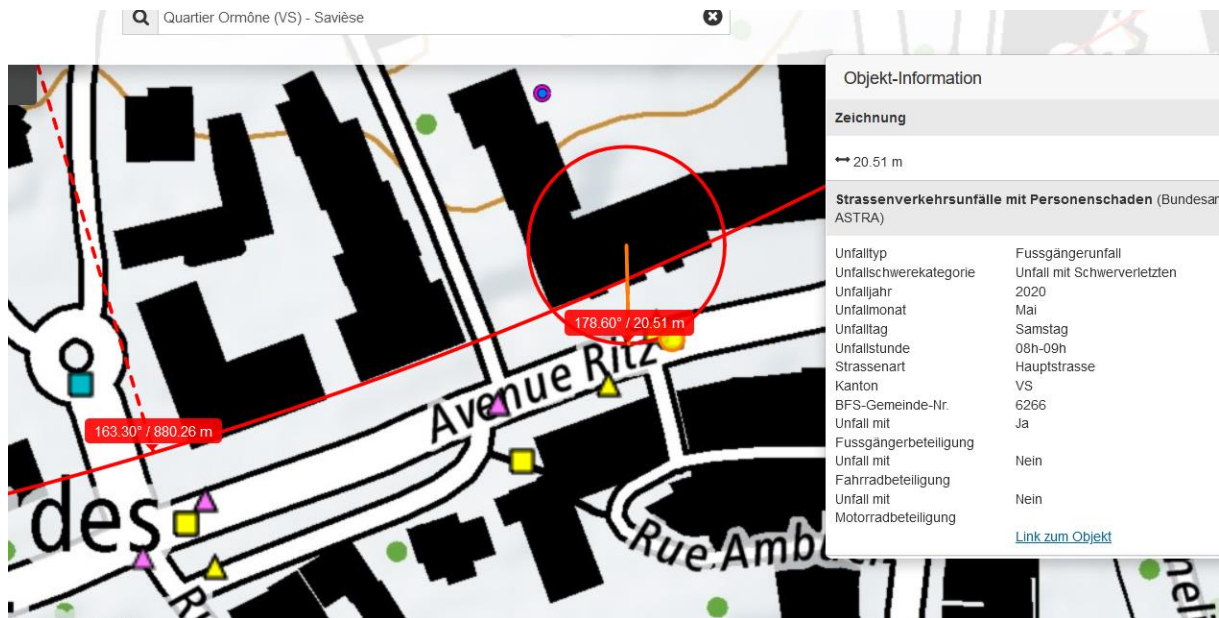 Quartier Ormône (VS) - Savièse
Objekt-Information
Zeichnung
20.51 m
Strassenverkehrsunfälle mit Personenschaden (Bundesam
ASTRA)
Unfalltyp Fussgängerunfall
Unfallschwerekategorie Unfall mit Schwerverletzten
Unfalljahr 2020
Unfallmonat Mai
Unfalltag Samstag
Unfallstunde 08h-09h
Strassenart Hauptstrasse
Kanton VS
BFS-Gemeinde-Nr. 6266
Unfall mit Ja
Fussgängerbeteiligung
Unfall mit Nein
Fahrradbeteiligung
Unfall mit Nein
Motorradbeteiligung
Link zum Objekt
178.60° / 20.51 m
Avenue Ritz
163.30° / 880.26 m
des
Rue